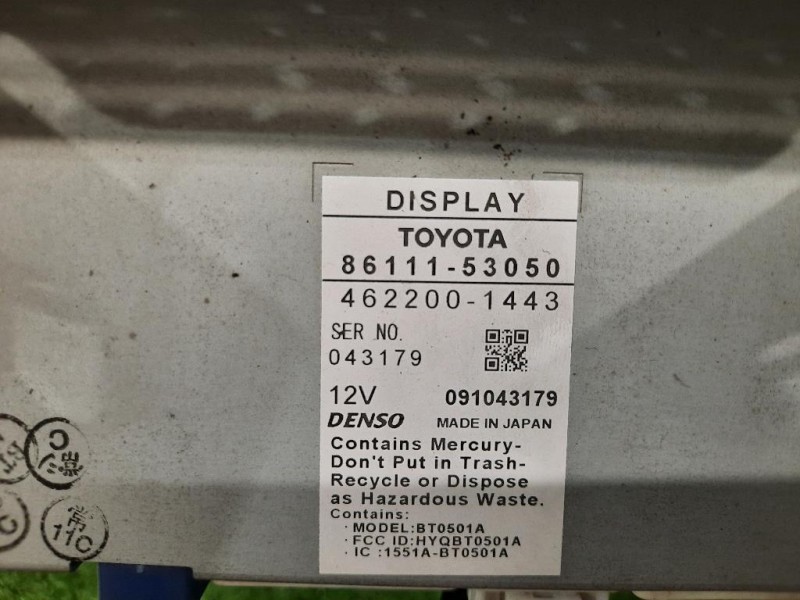 DISPLAY
TOYOTA
86111-53050
462200-1443
SER NO.
043179
12V 091043179
DENSO MADE IN JAPAN
Contains Mercury-
Don't Put in Trash-
Recycle or Dispose
as Hazardous Waste.
Contains:
· MODEL:BT0501A
· FCC ID:HYQBT0501A
· IC :1551A-BT0501A
11C